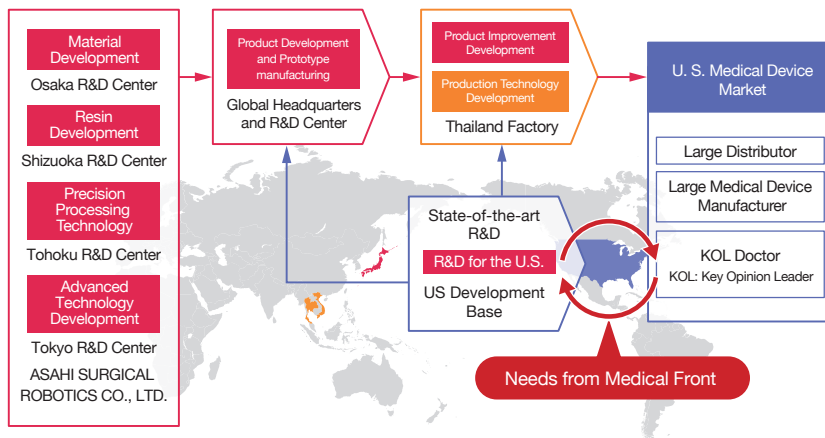 Material
Development
Osaka R&D Center
Resin
Development
Shizuoka R&D Center
Precision
Processing
Technology
Tohoku R&D Center
Advanced
Technology
Development
Tokyo R&D Center
ASAHI SURGICAL
ROBOTICS CO., LTD.
Product Development
and Prototype
manufacturing
Global Headquarters
and R&D Center
Product Improvement
Development
Production Technology
Development
Thailand Factory
State-of-the-art
R&D
R&D for the U.S.
US Development
Base
U. S. Medical Device
Market
Large Distributor
Large Medical Device
Manufacturer
KOL Doctor
KOL: Key Opinion Leader
Needs from Medical Front